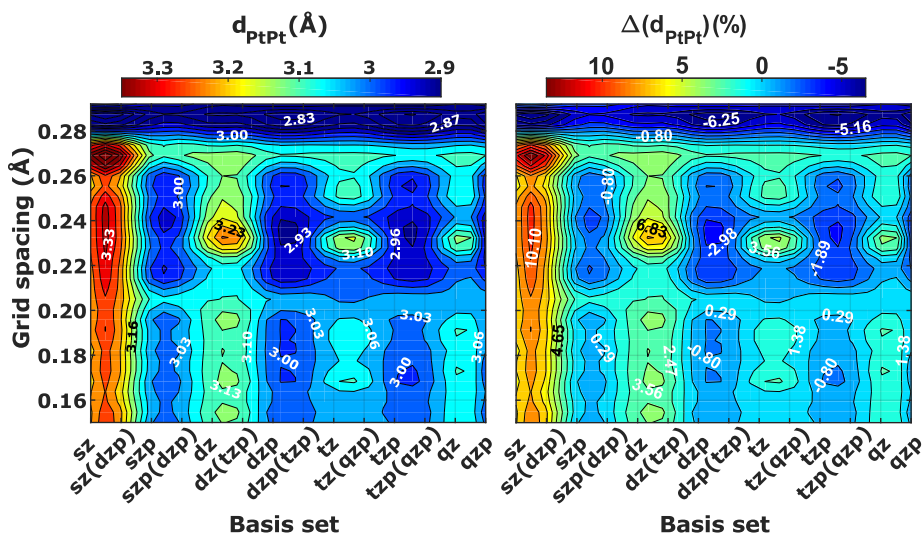 d_PtPt(Å)
3.3 3.2 3.1 3 2.9
Δ(d_PtPt)(%)
10 5 0 -5
Grid spacing (Å)
0.28
0.26
0.24
0.22
0.20
0.18
0.16
2.83
3.00
2.87
3.00
3.33
3.23
2.93
3.10
2.96
3.16
3.03
3.10
3.13
3.03
3.00
3.06
3.03
3.00
3.06
sz
sz(dzp)
szp
szp(dzp)
dz
dz(tzp)
dzp
dzp(tzp)
tz
tz(qzp)
tzp
tzp(qzp)
qz
qzp
Basis set
-6.25
-0.80
-5.16
-0.80
10.10
6.83
-2.98
3.56
-1.89
4.65
0.29
2.47
3.56
0.29
-0.80
1.38
0.29
-0.80
1.38
sz
sz(dzp)
szp
szp(dzp)
dz
dz(tzp)
dzp
dzp(tzp)
tz
tz(qzp)
tzp
tzp(qzp)
qz
qzp
Basis set